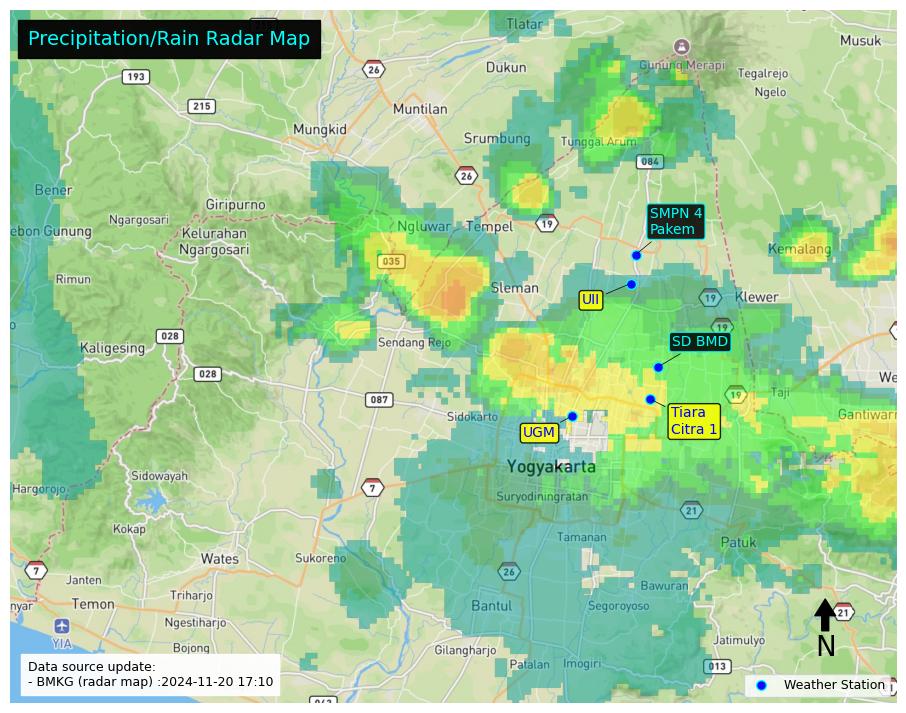 Precipitation/Rain Radar Map
Tlatar
Musuk
26
Dukun
Gunung Merapi
Tegalrejo
193
Ngelo
215
Muntilan
Mungkid
Srumbung
Tunggal Arum
084
26
Bener
Giripurno
Ngargosari
SMPN 4
Pakem
Ngluwar
Tempel
19
ebon Gunung
Kelurahan
Ngargosari
Kemalang
035
Rimun
Sleman
UII
19
Klewer
19
028
Kaligesing
Sendang Rejo
SD BMD
028
We
087
19
Taji
Sidokarto
Tiara
Citra 1
Gantiwarn
UGM
Yogyakarta
Sidowayah
Hargorojo
7
Suryodiningratan
21
Kokap
Tamanan
Patuk
Wates
Sukoreno
7
26
Janten
Bawuran
Triharjo
nyar
Temon
Bantul
Segoroyoso
21
Ngestiharjo
YIA
N
Jatimulyo
Bojong
Gilangharjo
Patalan
Imogiri
013
Data source update:
- BMKG (radar map) :2024-11-20 17:10
Weather Station